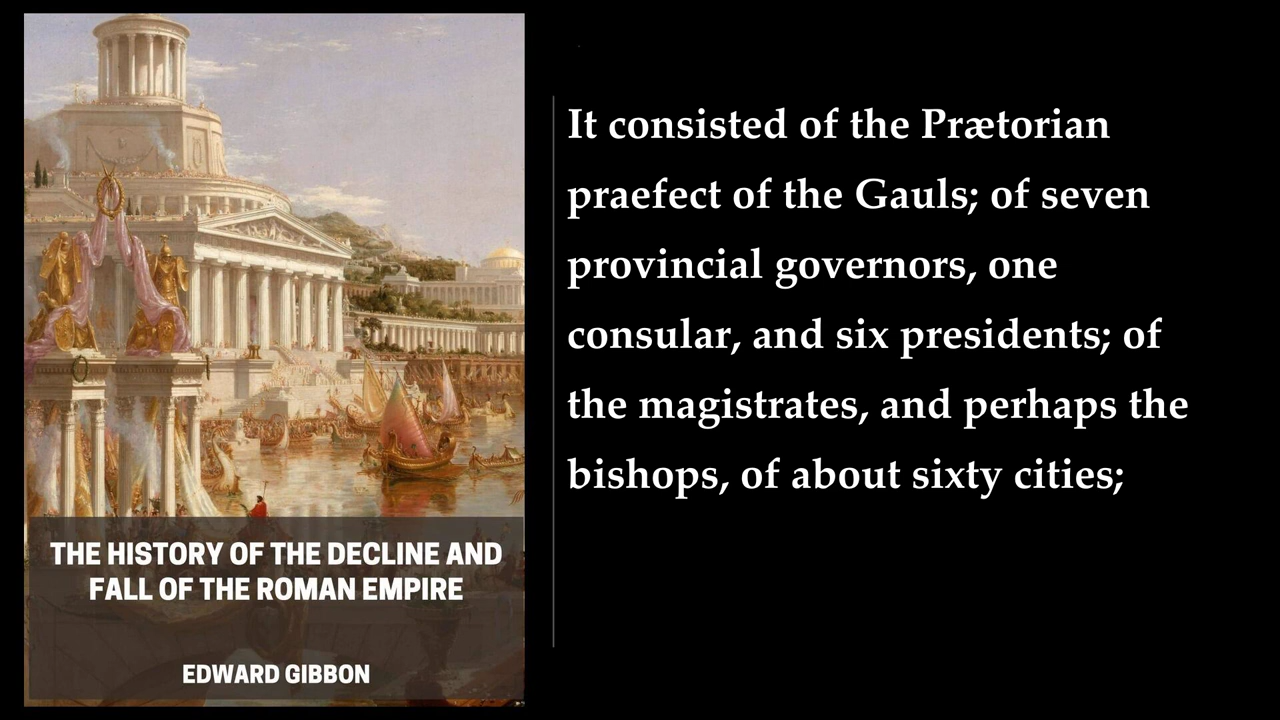 THE HISTORY OF THE DECLINE AND
FALL OF THE ROMAN EMPIRE
EDWARD GIBBON
It consisted of the Prætorian
praefect of the Gauls; of seven
provincial governors, one
consular, and six presidents; of
the magistrates, and perhaps the
bishops, of about sixty cities;